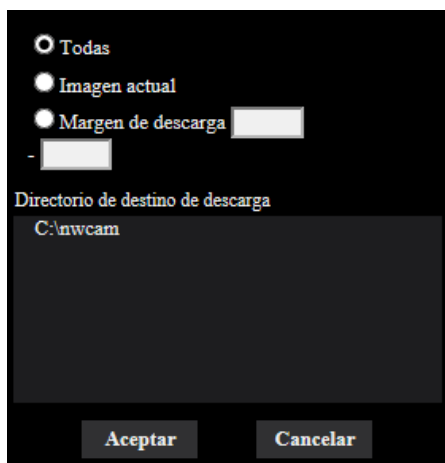 Todas
Imagen actual
Margen de descarga
-
Directorio de destino de descarga
C:\nwcam
Aceptar Cancelar